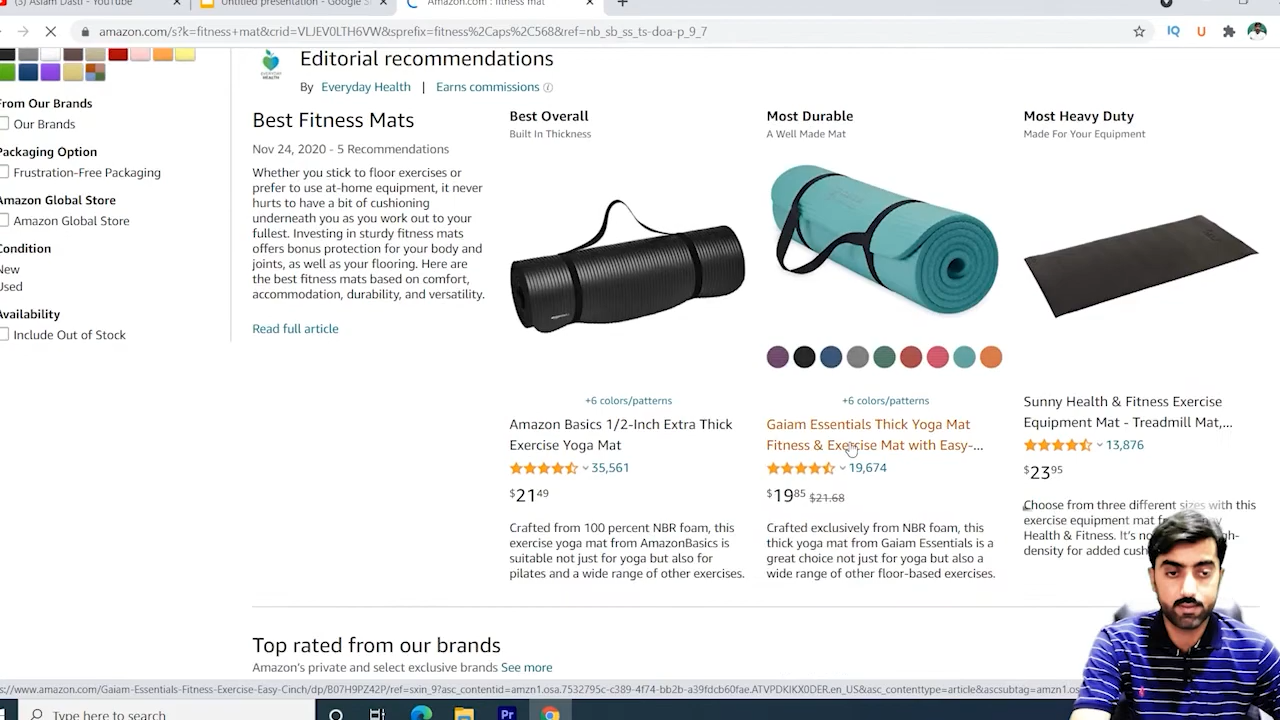 (3) Aslam Dasti - YouTube
Untitled presentation - Google S
Amazon.com : fitness mat
amazon.com/s?k=fitness+mat&crid=VLJEV0LTH6VW&sprefix=fitness%2Caps%2C568&ref=nb_sb_ss_ts-doa-p_9_7
From Our Brands
Our Brands
Packaging Option
Frustration-Free Packaging
Amazon Global Store
Amazon Global Store
Condition
New
Used
Availability
Include Out of Stock
EVERYDAY
HEALTH
Editorial recommendations
By Everyday Health | Earns commissions
Best Fitness Mats
Nov 24, 2020 - 5 Recommendations
Whether you stick to floor exercises or
prefer to use at-home equipment, it never
hurts to have a bit of cushioning
underneath you as you work out to your
fullest. Investing in sturdy fitness mats
offers bonus protection for your body and
joints, as well as your flooring. Here are
the best fitness mats based on comfort,
accommodation, durability, and versatility.
Read full article
Best Overall
Built In Thickness
+6 colors/patterns
Amazon Basics 1/2-Inch Extra Thick
Exercise Yoga Mat
35,561
$2149
Crafted from 100 percent NBR foam, this
exercise yoga mat from AmazonBasics is
suitable not just for yoga but also for
pilates and a wide range of other exercises.
Most Durable
A Well Made Mat
+6 colors/patterns
Gaiam Essentials Thick Yoga Mat
Fitness & Exercise Mat with Easy-...
19,674
$1985 $21.68
Crafted exclusively from NBR foam, this
thick yoga mat from Gaiam Essentials is a
great choice not just for yoga but also a
wide range of other floor-based exercises.
Most Heavy Duty
Made For Your Equipment
Sunny Health & Fitness Exercise
Equipment Mat - Treadmill Mat,...
13,876
$2395
Choose from three different sizes with this
exercise equipment mat
Health & Fitness. It's
density for added
Top rated from our brands
Amazon's private and select exclusive brands See more
Type here to search
Pr